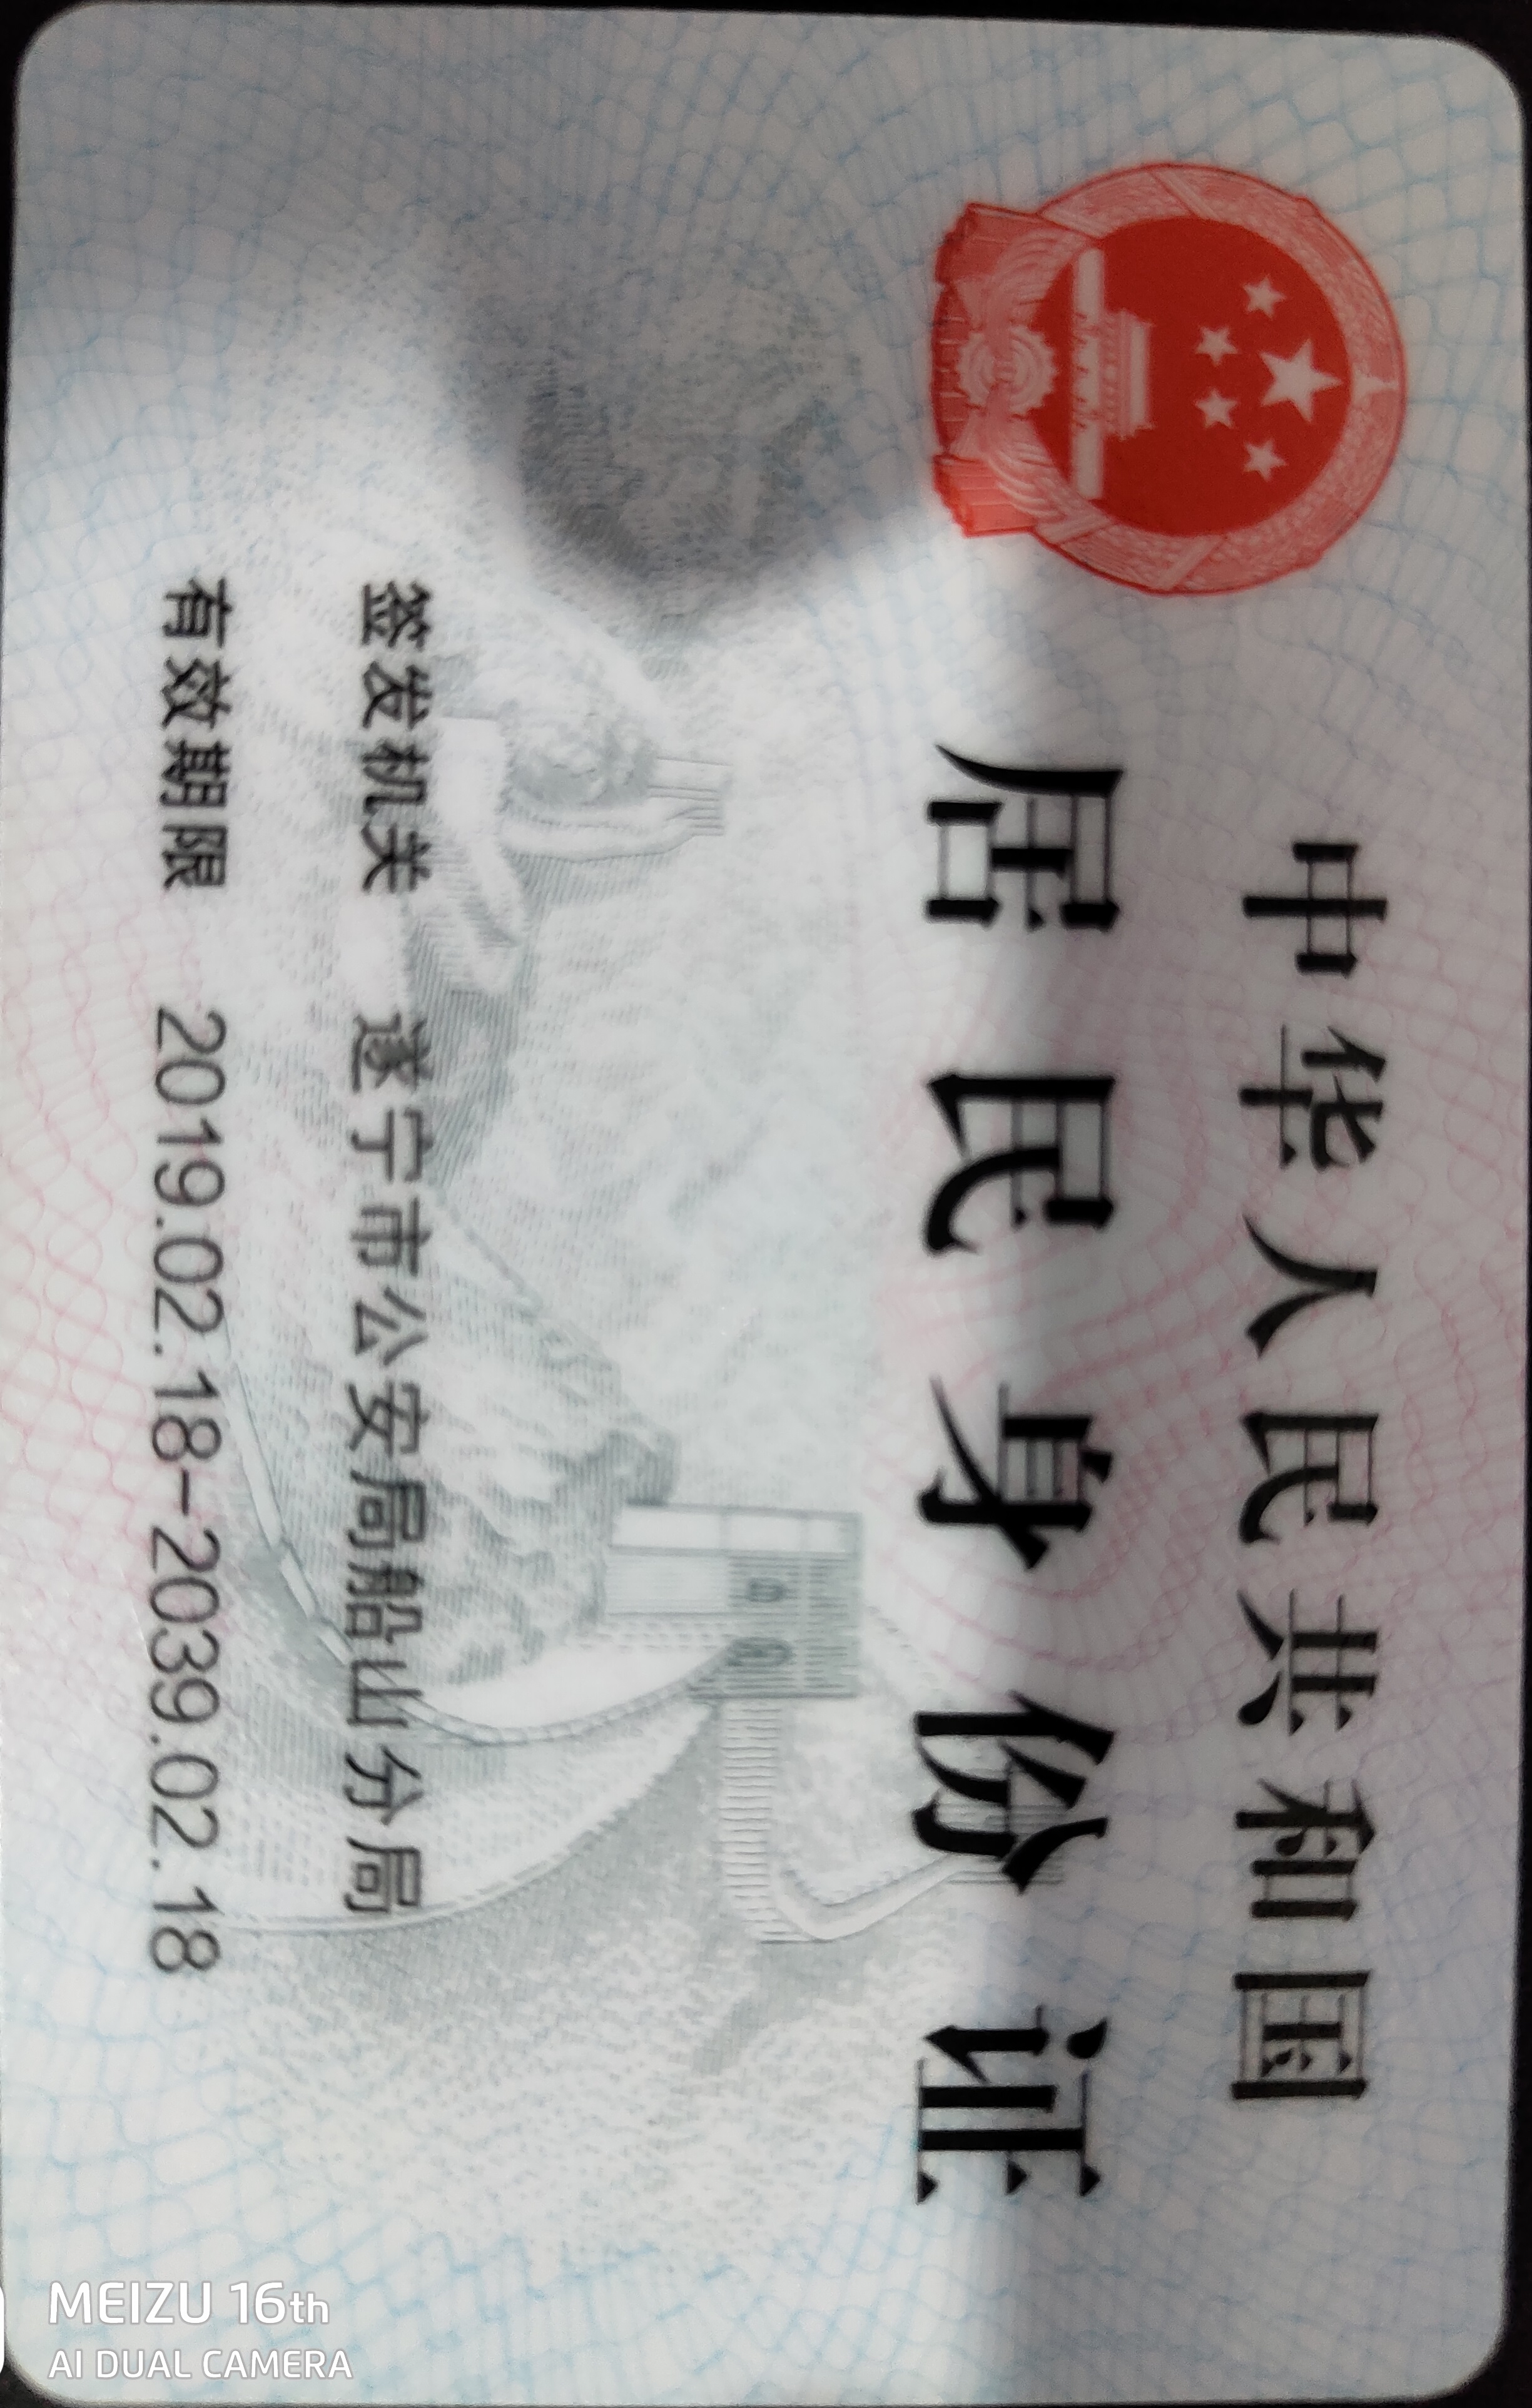 中华人民共和国
居民身份证
签发机关 遂宁市公安局船山分局
有效期限 2019.02.18-2039.02.18
MEIZU 16th
AI DUAL CAMERA